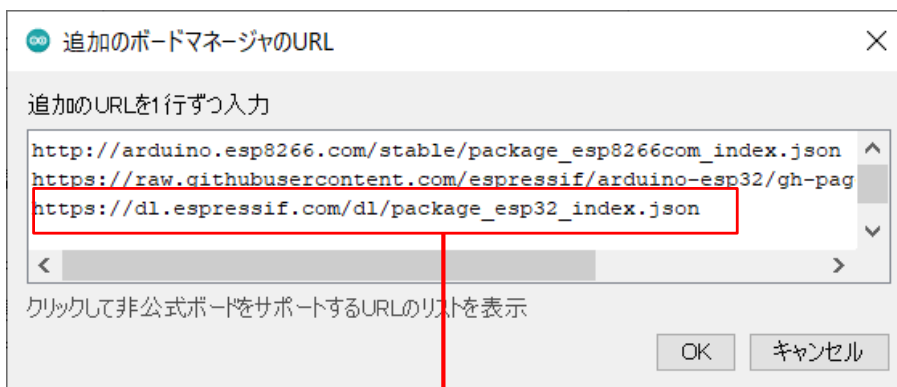 追加のボードマネージャのURL
追加のURLを1行ずつ入力
http://arduino.esp8266.com/stable/package_esp8266com_index.json
https://raw.githubusercontent.com/espressif/arduino-esp32/gh-pag
https://dl.espressif.com/dl/package_esp32_index.json
クリックして非公式ボードをサポートするURLのリストを表示
OK キャンセル